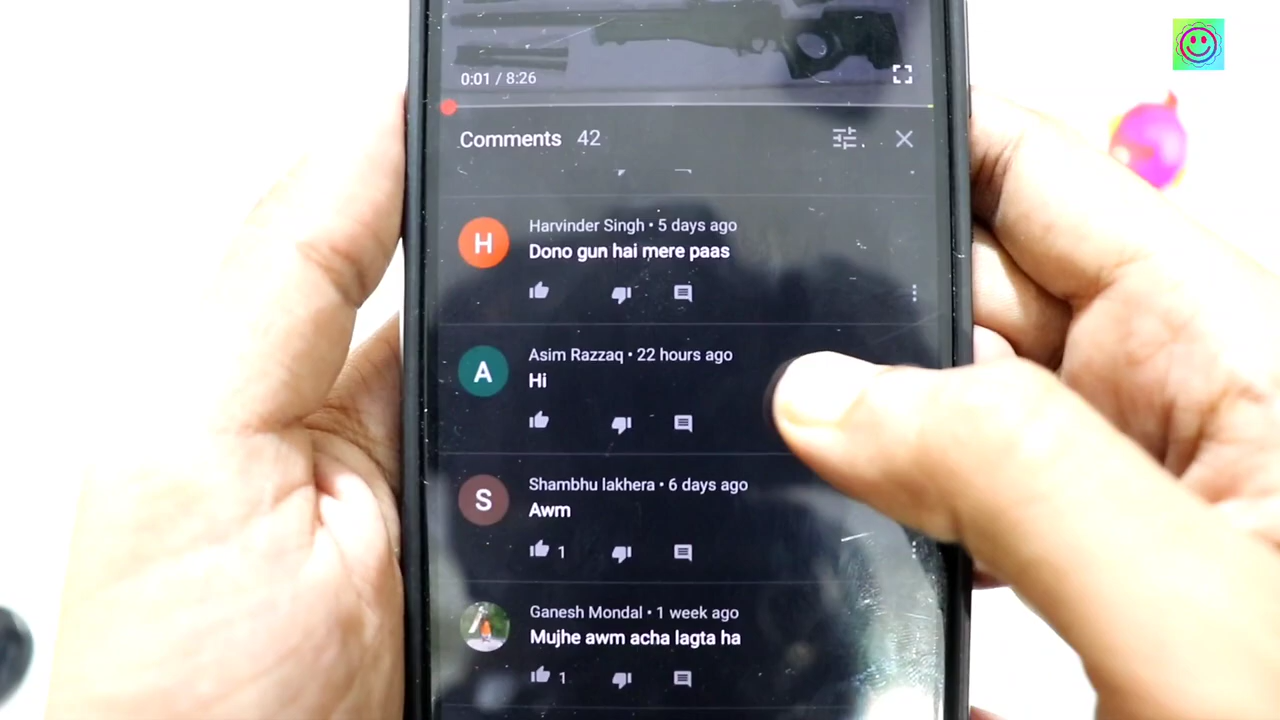 0:01 / 8:26
Comments 42
H
Harvinder Singh • 5 days ago
Dono gun hai mere paas
A
Asim Razzaq • 22 hours ago
Hi
S
Shambhu lakhera • 6 days ago
Awm
1
Ganesh Mondal • 1 week ago
Mujhe awm acha lagta ha
1